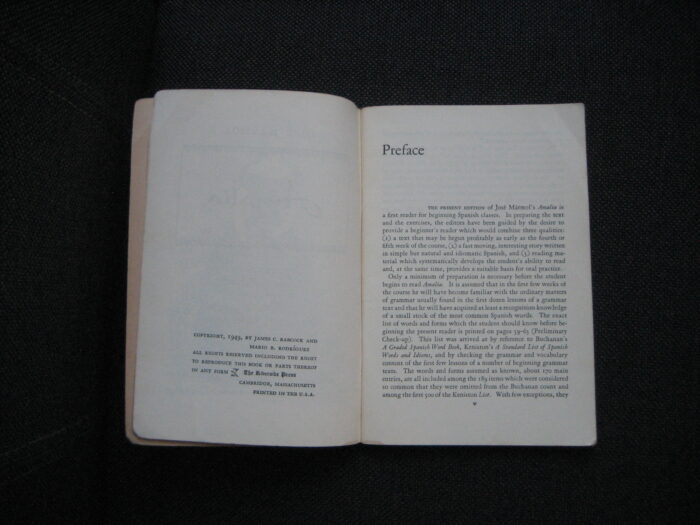 COPYRIGHT, 1949, BY JAMES C. BABCOCK AND
MARIO B. RODRÍGUEZ
ALL RIGHTS RESERVED INCLUDING THE RIGHT
TO REPRODUCE THIS BOOK OR PARTS THEREOF
IN ANY FORM The Riverside Press
CAMBRIDGE, MASSACHUSETTS
PRINTED IN THE U.S.A.
Preface
THE PRESENT EDITION of José Mármol's Amalia is
a first reader for beginning Spanish classes. In preparing the text
and the exercises, the editors have been guided by the desire to
provide a beginner's reader which would combine three qualities:
(1) a text that may be begun profitably as early as the fourth or
fifth week of the course, (2) a fast moving, interesting story written
in simple but natural and idiomatic Spanish, and (3) reading ma-
terial which systematically develops the student's ability to read
and, at the same time, provides a suitable basis for oral practice.
Only a minimum of preparation is necessary before the student
begins to read Amalia. It is assumed that in the first few weeks of
the course he will have become familiar with the ordinary matters
of grammar usually found in the first dozen lessons of a grammar
text and that he will have acquired at least a recognition knowledge
of a small stock of the most common Spanish words. The exact
list of words and forms which the student should know before be-
ginning the present reader is printed on pages 59-65 (Preliminary
Check-up). This list was arrived at by reference to Buchanan's
A Graded Spanish Word Book, Keniston's A Standard List of Spanish
Words and Idioms, and by checking the grammar and vocabulary
content of the first few lessons of a number of beginning grammar
texts. The words and forms assumed as known, about 170 main
entries, are all included among the 189 items which were considered
so common that they were omitted from the Buchanan count and
among the first 500 of the Keniston List. With few exceptions, they
v